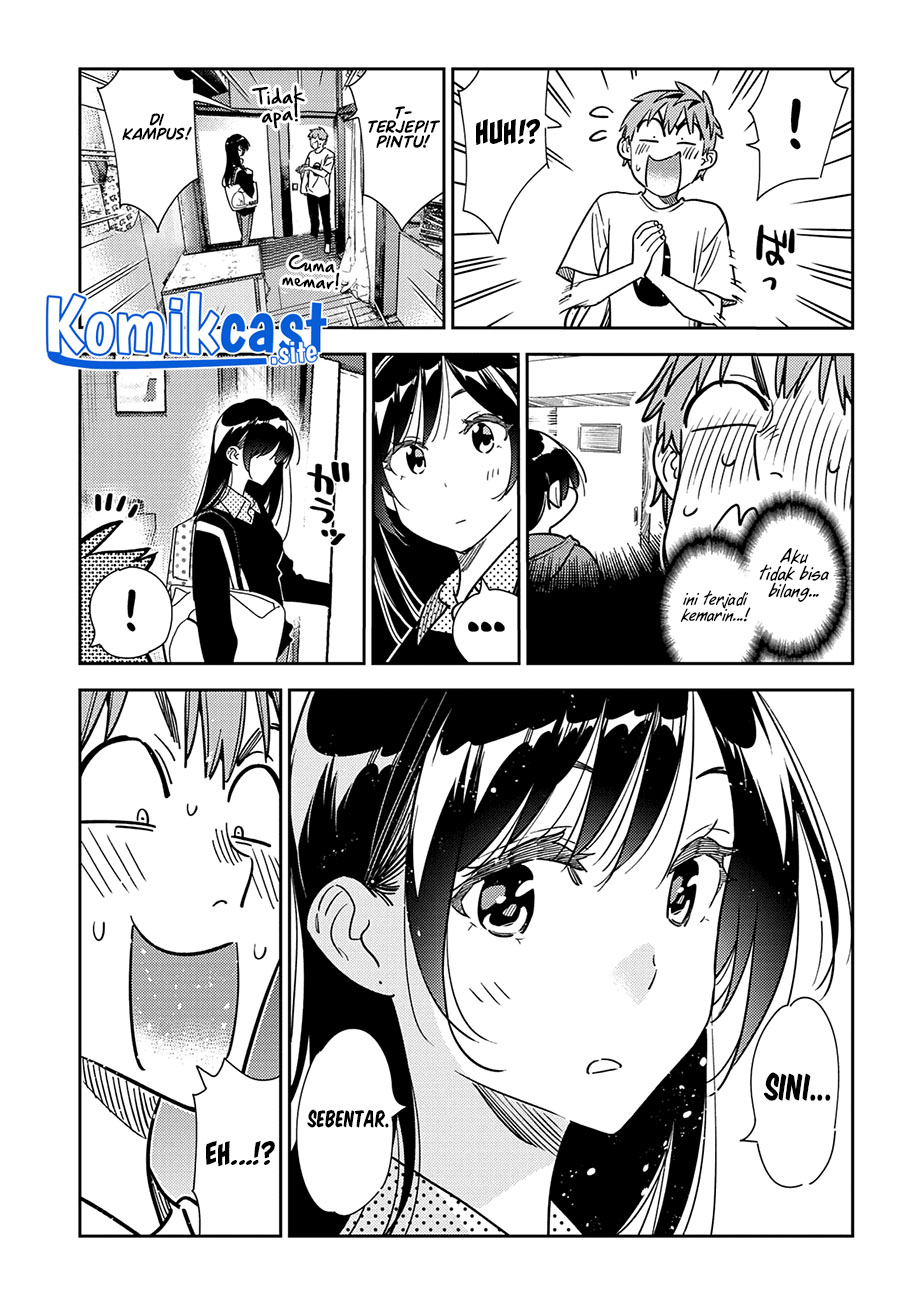 !
HUH!?
ばっ
T-
TERJEPIT
PINTU!
Tidak
apa!
DI
KAMPUS!
Cuma
memar!
Komikcast
.site
Aku
tidak bisa
bilang...
ini terjadi
kemarin...!
...
ガラッ
!
SINI...
SEBENTAR.
EH...!?